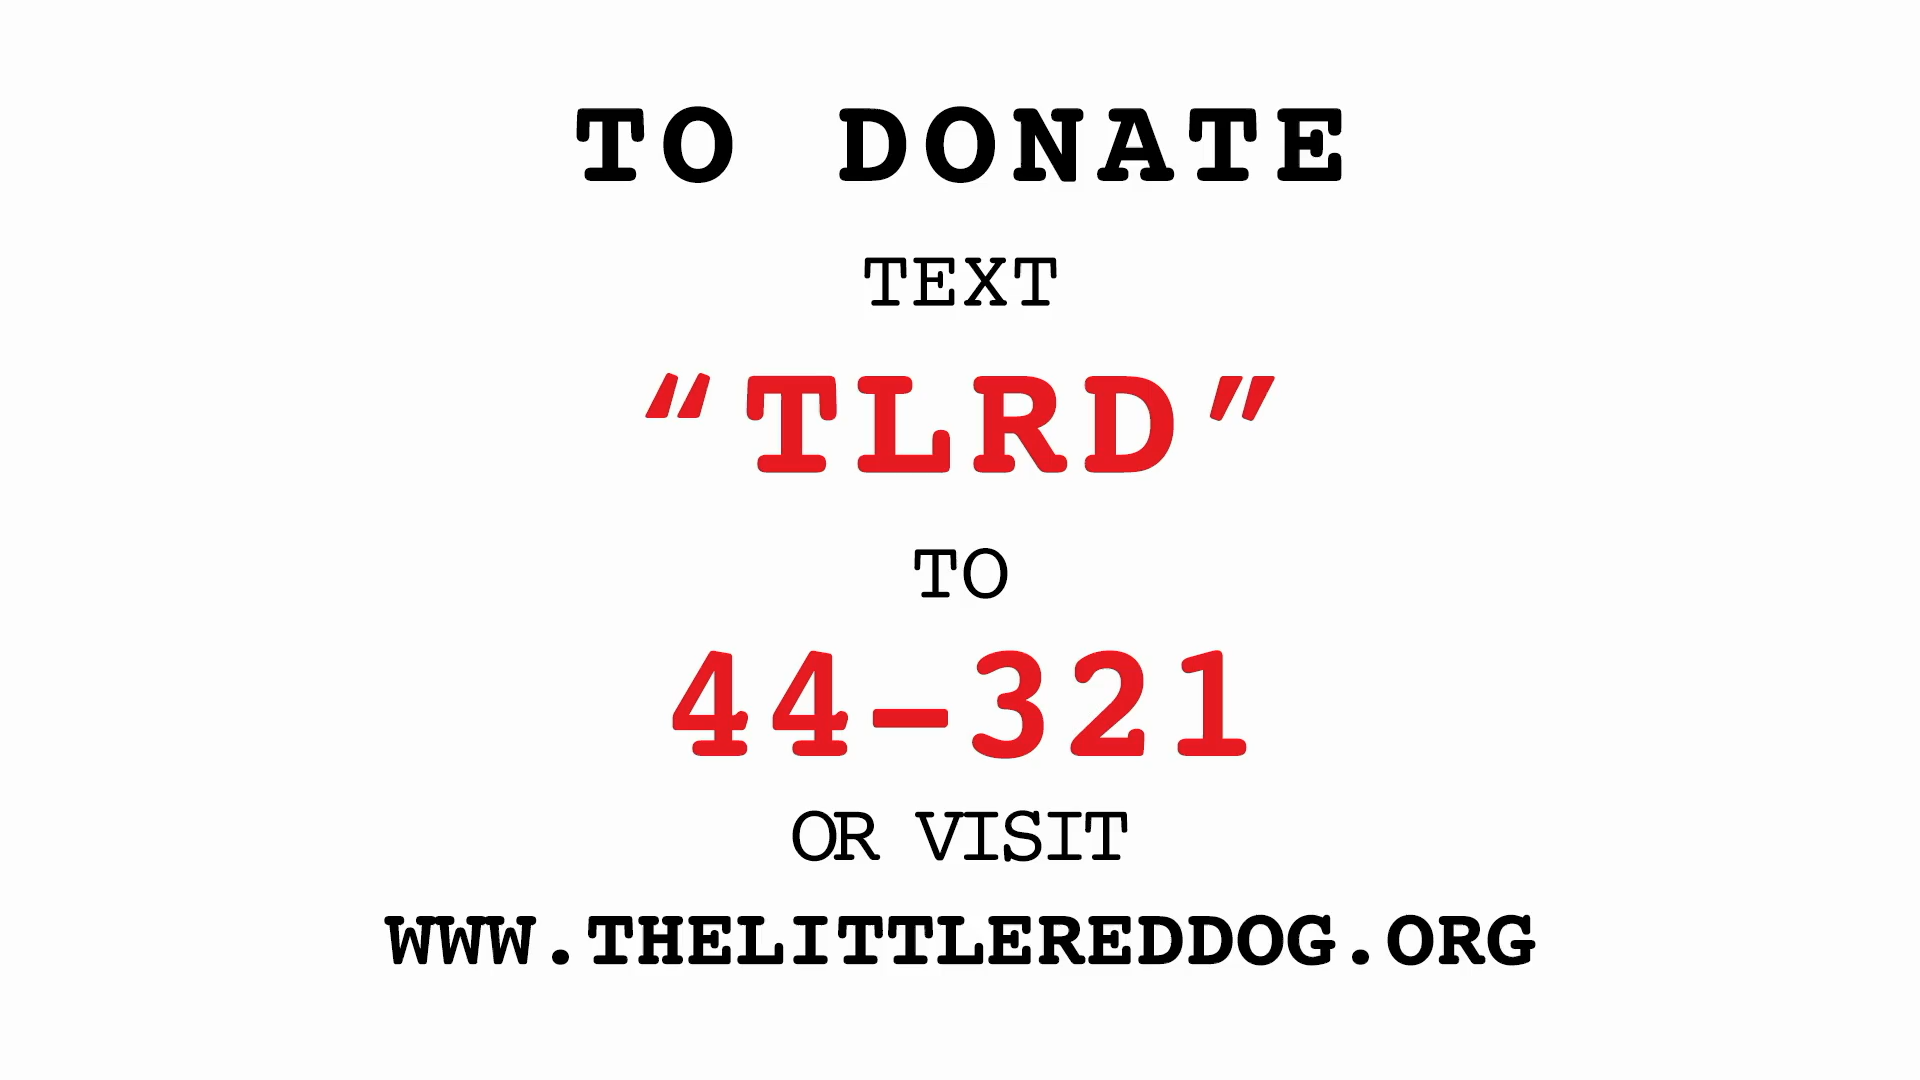 TO DONATE
TEXT
“TLRD”
TO
44-321
OR VISIT
WWW.THELITTLEREDDOG.ORG